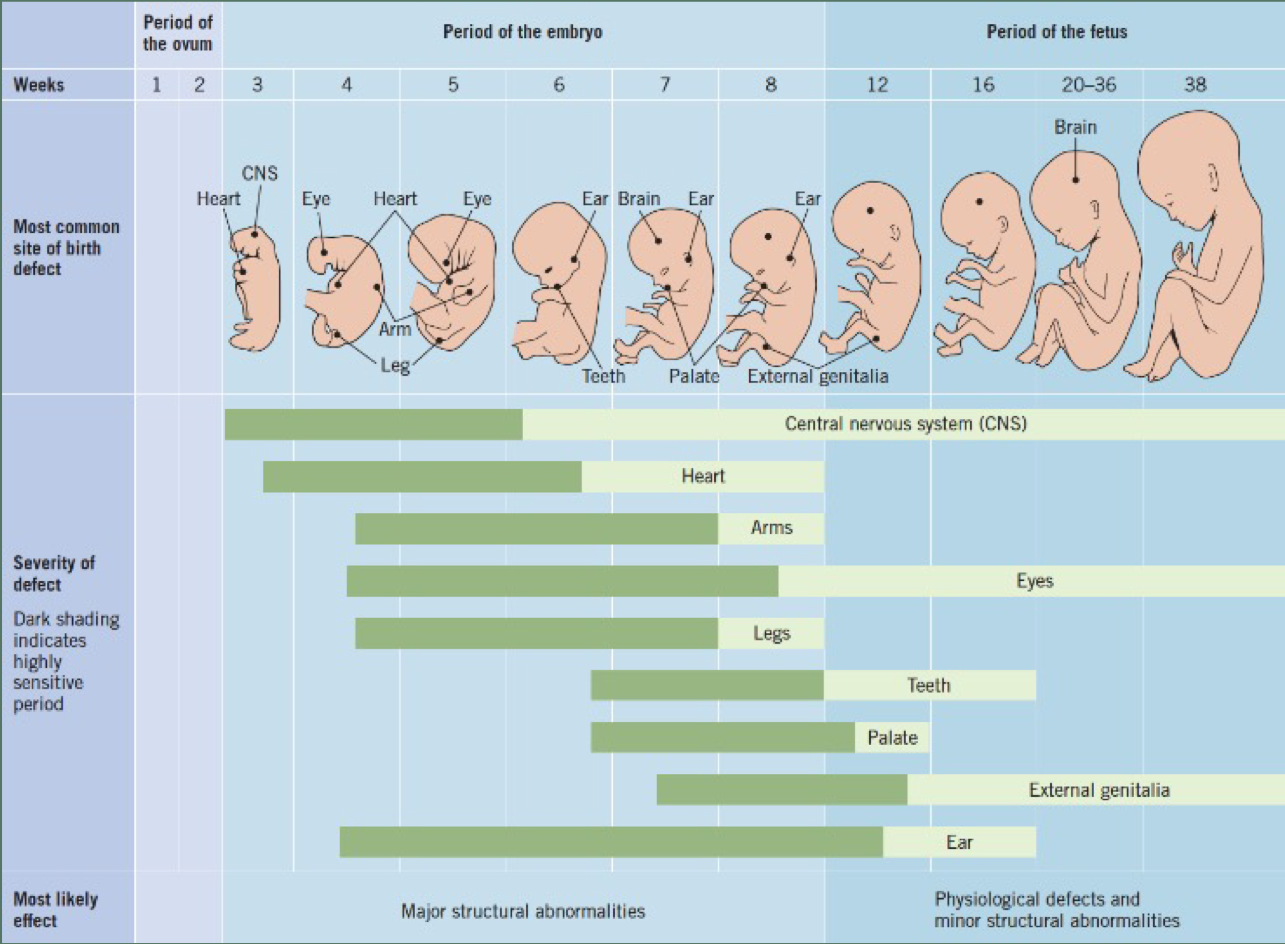 Period of
the ovum
Period of the embryo
Period of the fetus
Weeks
1 2 3 4 5 6 7 8 12 16 20–36 38
Most common
site of birth
defect
CNS
Heart
Eye
Heart
Eye
Arm
Leg
Ear
Teeth
Brain
Ear
Palate
Ear
External genitalia
Brain
Severity of
defect
Dark shading
indicates
highly
sensitive
period
Central nervous system (CNS)
Heart
Arms
Eyes
Legs
Teeth
Palate
External genitalia
Ear
Most likely
effect
Major structural abnormalities
Physiological defects and
minor structural abnormalities